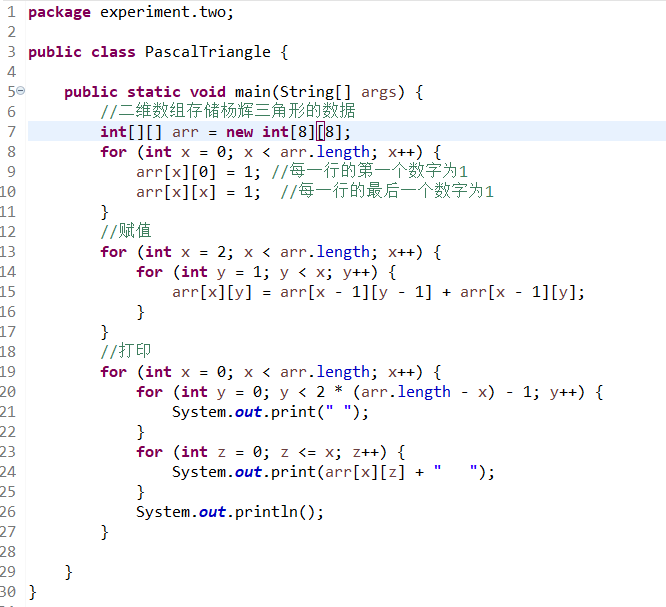 1 package experiment.two;
2
3 public class PascalTriangle {
4
5     public static void main(String[] args) {
6         //二维数组存储杨辉三角形的数据
7         int[][] arr = new int[8][8];
8         for (int x = 0; x < arr.length; x++) {
9             arr[x][0] = 1; //每一行的第一个数字为1
10             arr[x][x] = 1;  //每一行的最后一个数字为1
11         }
12         //赋值
13         for (int x = 2; x < arr.length; x++) {
14             for (int y = 1; y < x; y++) {
15                 arr[x][y] = arr[x - 1][y - 1] + arr[x - 1][y];
16             }
17         }
18         //打印
19         for (int x = 0; x < arr.length; x++) {
20             for (int y = 0; y < 2 * (arr.length - x) - 1; y++) {
21                 System.out.print(" ");
22             }
23             for (int z = 0; z <= x; z++) {
24                 System.out.print(arr[x][z] + "   ");
25             }
26             System.out.println();
27         }
28
29     }
30 }